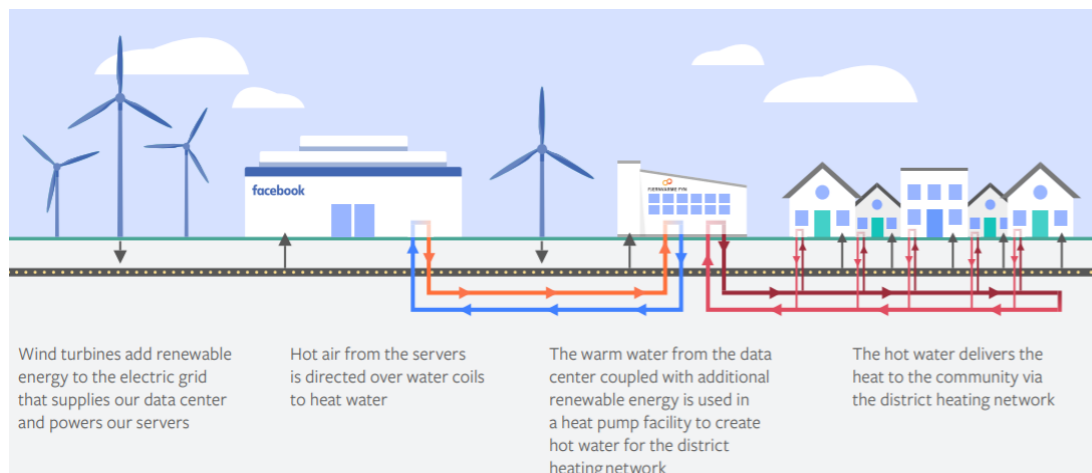 facebook
FJERNVARME FYN
Wind turbines add renewable
energy to the electric grid
that supplies our data center
and powers our servers
Hot air from the servers
is directed over water coils
to heat water
The warm water from the data
center coupled with additional
renewable energy is used in
a heat pump facility to create
hot water for the district
heating network
The hot water delivers the
heat to the community via
the district heating network